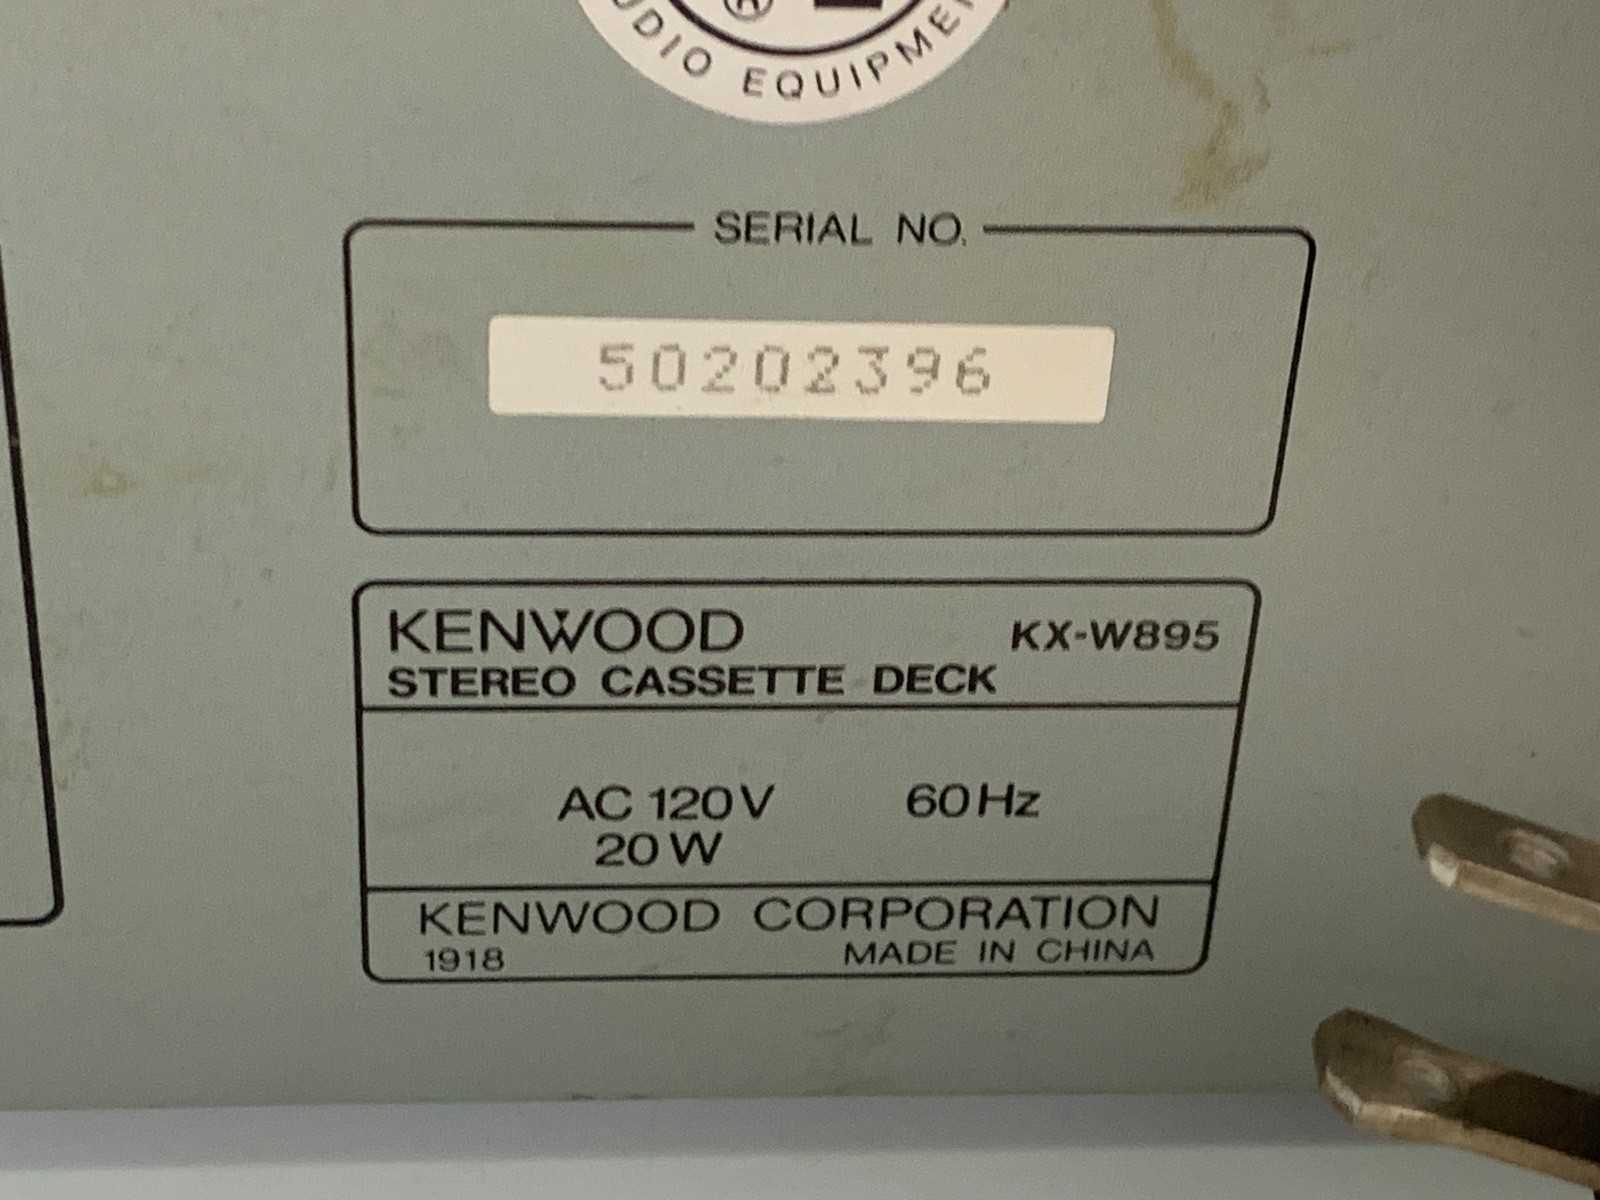 ®
UDIO EQUIPME
SERIAL NO.
50202396
KENWOOD KX-W895
STEREO CASSETTE DECK
AC 120V 60Hz
20W
KENWOOD CORPORATION
1918 MADE IN CHINA